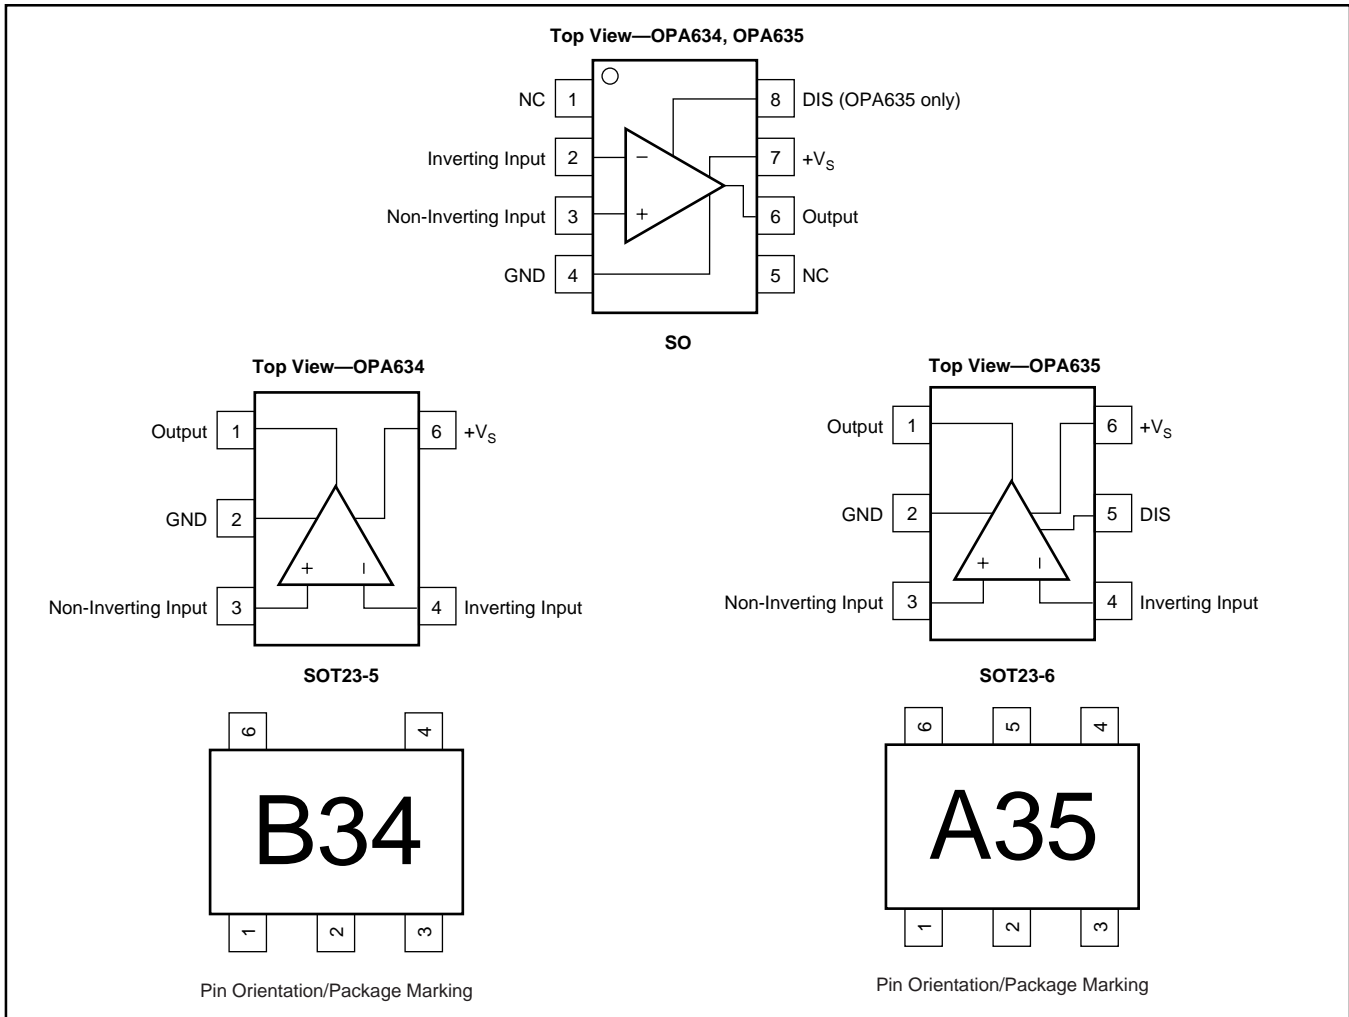 Top View—OPA634, OPA635
NC 1 8 DIS (OPA635 only)
Inverting Input 2 − 7 +VS
Non-Inverting Input 3 + 6 Output
GND 4 5 NC
SO
Top View—OPA634
Output 1 6 +VS
GND 2
+ −
Non-Inverting Input 3 4 Inverting Input
SOT23-5
6 4
B34
1 2 3
Pin Orientation/Package Marking
Top View—OPA635
Output 1 6 +VS
GND 2 5 DIS
+ −
Non-Inverting Input 3 4 Inverting Input
SOT23-6
6 5 4
A35
1 2 3
Pin Orientation/Package Marking